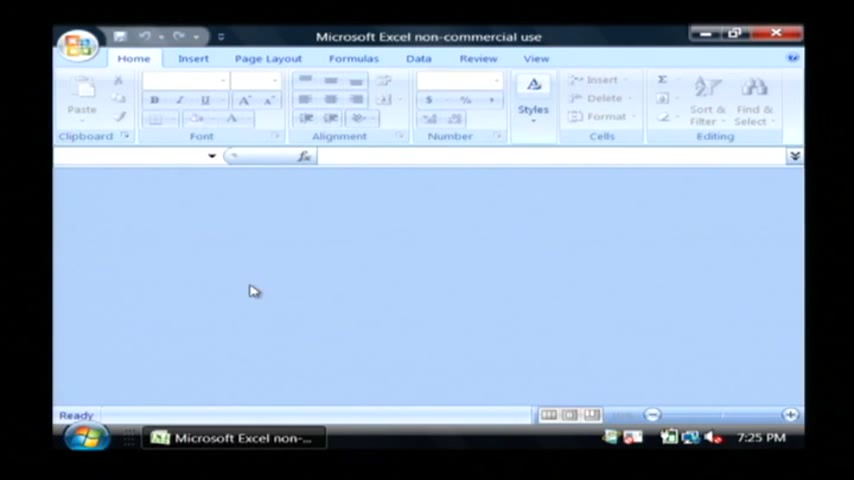 Microsoft Excel non-commercial use
Home Insert Page Layout Formulas Data Review View
Paste
B I U
$ % ,
Styles
Insert
Delete
Format
Σ
Sort & Filter
Find & Select
Clipboard Font Alignment Number Cells Editing
fx
Ready
Microsoft Excel non-...
7:25 PM